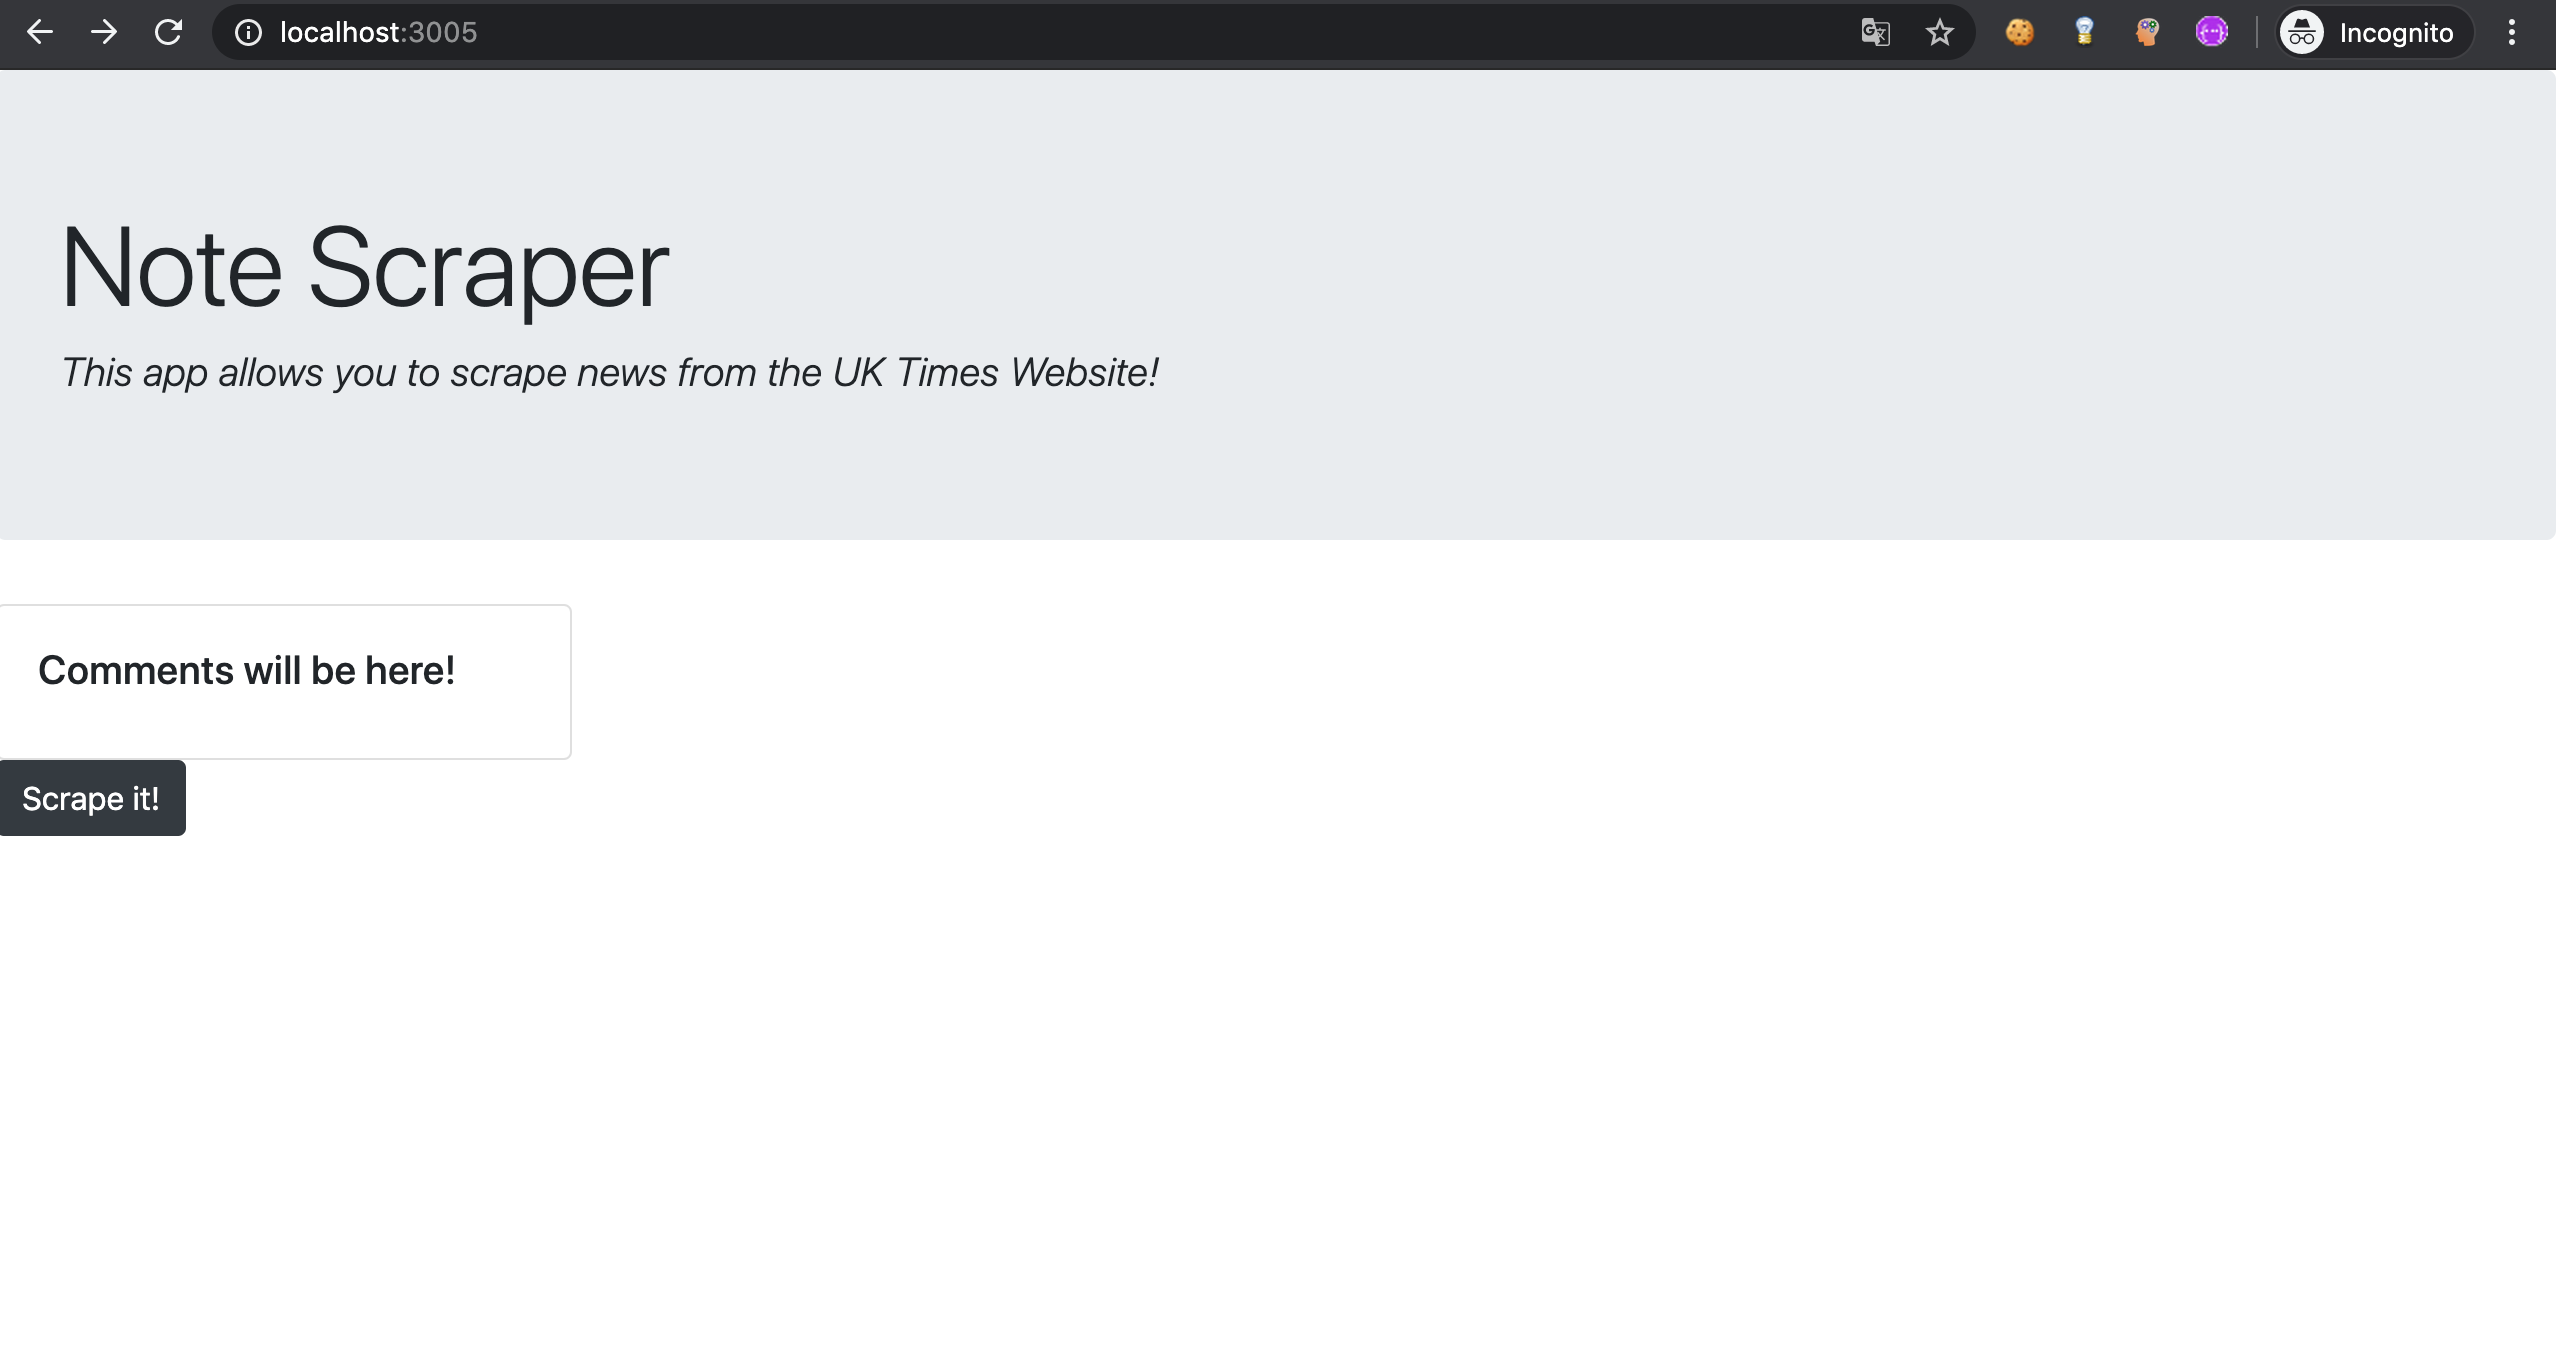 localhost:3005
Incognito
Note Scraper
This app allows you to scrape news from the UK Times Website!
Comments will be here!
Scrape it!